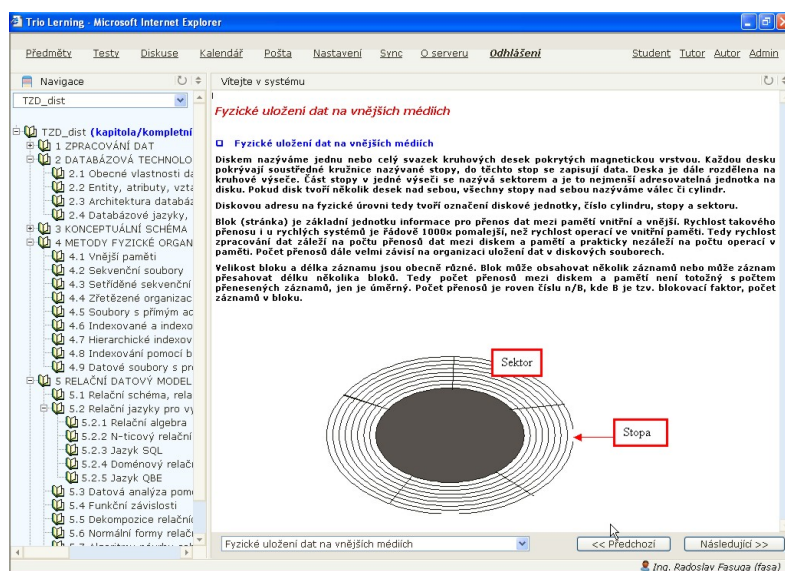 Trio Lerning - Microsoft Internet Explorer
Předměty Testy Diskuse Kalendář Pošta Nastavení Sync O serveru Odhlášení Student Tutor Autor Admin
Navigace
TZD_dist
TZD_dist (kapitola/kompletní
1 ZPRACOVÁNÍ DAT
2 DATABÁZOVÁ TECHNOLO
2.1 Obecné vlastnosti da
2.2 Entity, atributy, vzta
2.3 Architektura databáz
2.4 Databázové jazyky,
3 KONCEPTUÁLNÍ SCHÉMA
4 METODY FYZICKÉ ORGAN
4.1 Vnější paměti
4.2 Sekvenční soubory
4.3 Setříděné sekvenční
4.4 Zřetězené organizac
4.5 Soubory s přímým ad
4.6 Indexované a indexo
4.7 Hierarchické indexov
4.8 Indexování pomocí b
4.9 Datové soubory s pro
5 RELAČNÍ DATOVÝ MODEL
5.1 Relační schéma, rela
5.2 Relační jazyky pro vý
5.2.1 Relační algebra
5.2.2 N-ticový relační
5.2.3 Jazyk SQL
5.2.4 Doménový relačn
5.2.5 Jazyk QBE
5.3 Datová analýza pomo
5.4 Funkční závislosti
5.5 Dekompozice relačníc
5.6 Normální formy relačn
Vítejte v systému
Fyzické uložení dat na vnějších médiích
Fyzické uložení dat na vnějších médiích
Diskem nazýváme jednu nebo celý svazek kruhových desek pokrytých magnetickou vrstvou. Každou desku
pokrývají soustředné kružnice nazývané stopy, do těchto stop se zapisují data. Deska je dále rozdělena na
kruhové výseče. Část stopy v jedné výseči se nazývá sektorem a je to nejmenší adresovatelná jednotka na
disku. Pokud disk tvoří několik desek nad sebou, všechny stopy nad sebou nazýváme válec či cylindr.
Diskovou adresu na fyzické úrovni tedy tvoří označení diskové jednotky, číslo cylindru, stopy a sektoru.
Blok (stránka) je základní jednotku informace pro přenos dat mezi pamětí vnitřní a vnější. Rychlost takového
přenosu i u rychlých systémů je řádově 1000x pomalejší, než rychlost operací ve vnitřní paměti. Tedy rychlost
zpracování dat záleží na počtu přenosů dat mezi diskem a pamětí a prakticky nezáleží na počtu operací v
paměti. Počet přenosů dále velmi závisí na organizaci uložení dat v diskových souborech.
Velikost bloku a délka záznamu jsou obecně různé. Blok může obsahovat několik záznamů nebo může záznam
přesahovat délku několika bloků. Tedy počet přenosů mezi diskem a pamětí není totožný s počtem
přenesených záznamů, jen je úměrný. Počet přenosů je roven číslu n/B, kde B je tzv. blokovací faktor, počet
záznamů v bloku.
Sektor
Stopa
Fyzické uložení dat na vnějších médiích
<< Předchozí Následující >>
Ing. Radoslav Fasuga (fasa)